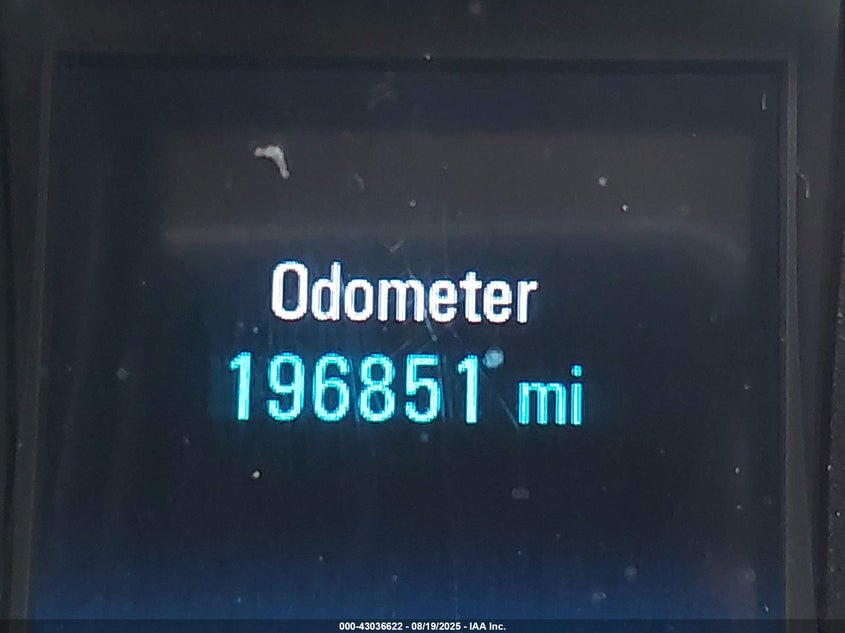 Odometer
196851 mi
000-43036622 - 08/19/2025 - IAA Inc.